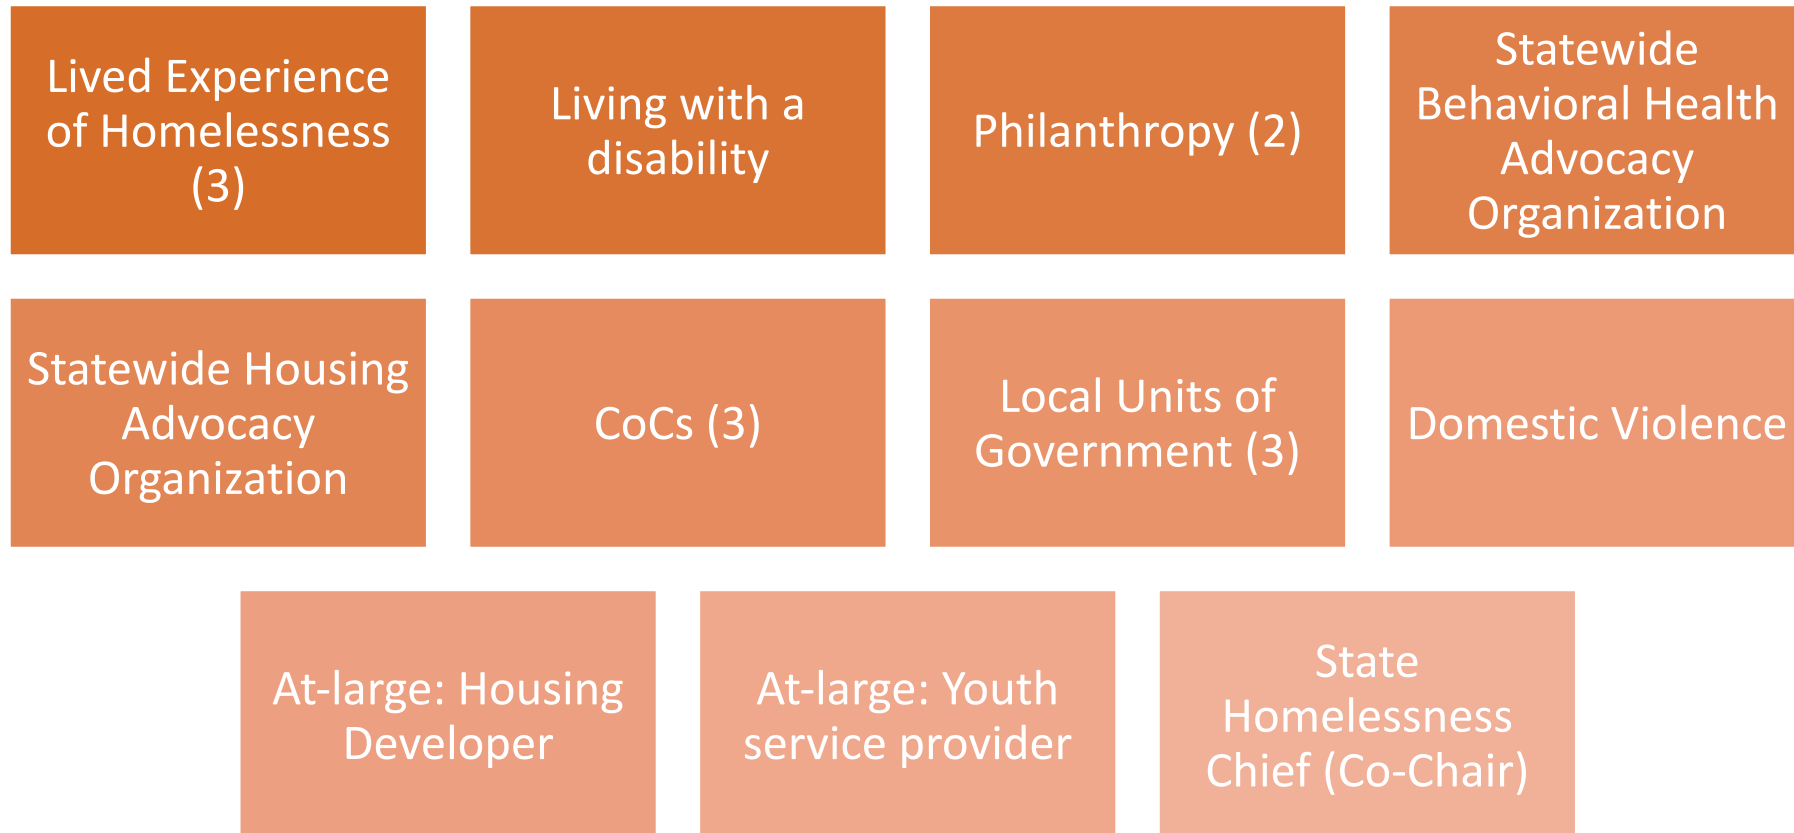 Lived Experience
of Homelessness
(3)
Living with a
disability
Philanthropy (2)
Statewide
Behavioral Health
Advocacy
Organization
Statewide Housing
Advocacy
Organization
CoCs (3)
Local Units of
Government (3)
Domestic Violence
At-large: Housing
Developer
At-large: Youth
service provider
State
Homelessness
Chief (Co-Chair)